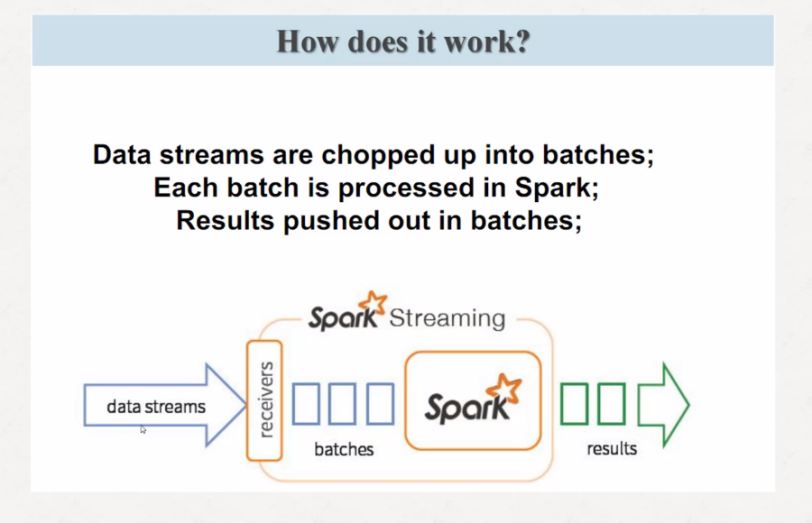 How does it work?
Data streams are chopped up into batches;
Each batch is processed in Spark;
Results pushed out in batches;
Spark Streaming
data streams
receivers
batches
Spark
results